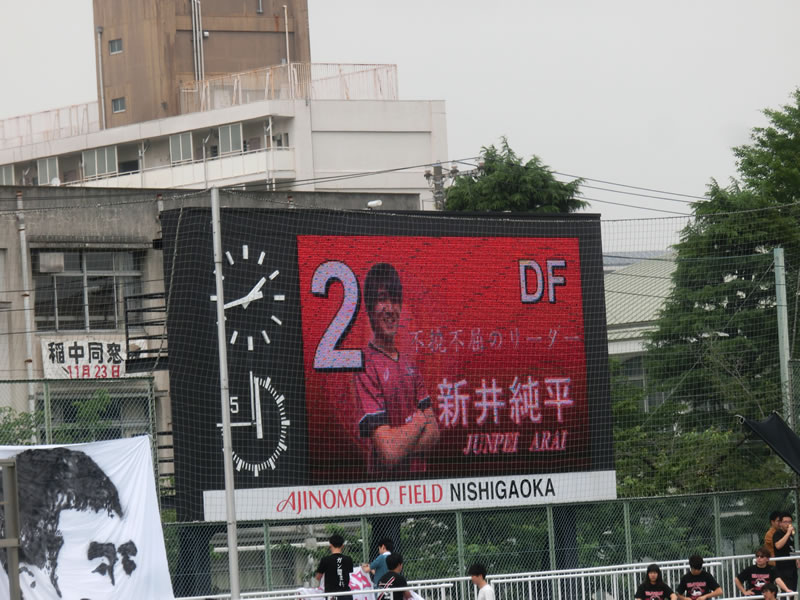 2
DF
不撓不屈のリーダー
新井純平
JUNPEI ARAI
5
稲中同窓
11月23日
AJINOMOTO FIELD NISHIGAOKA